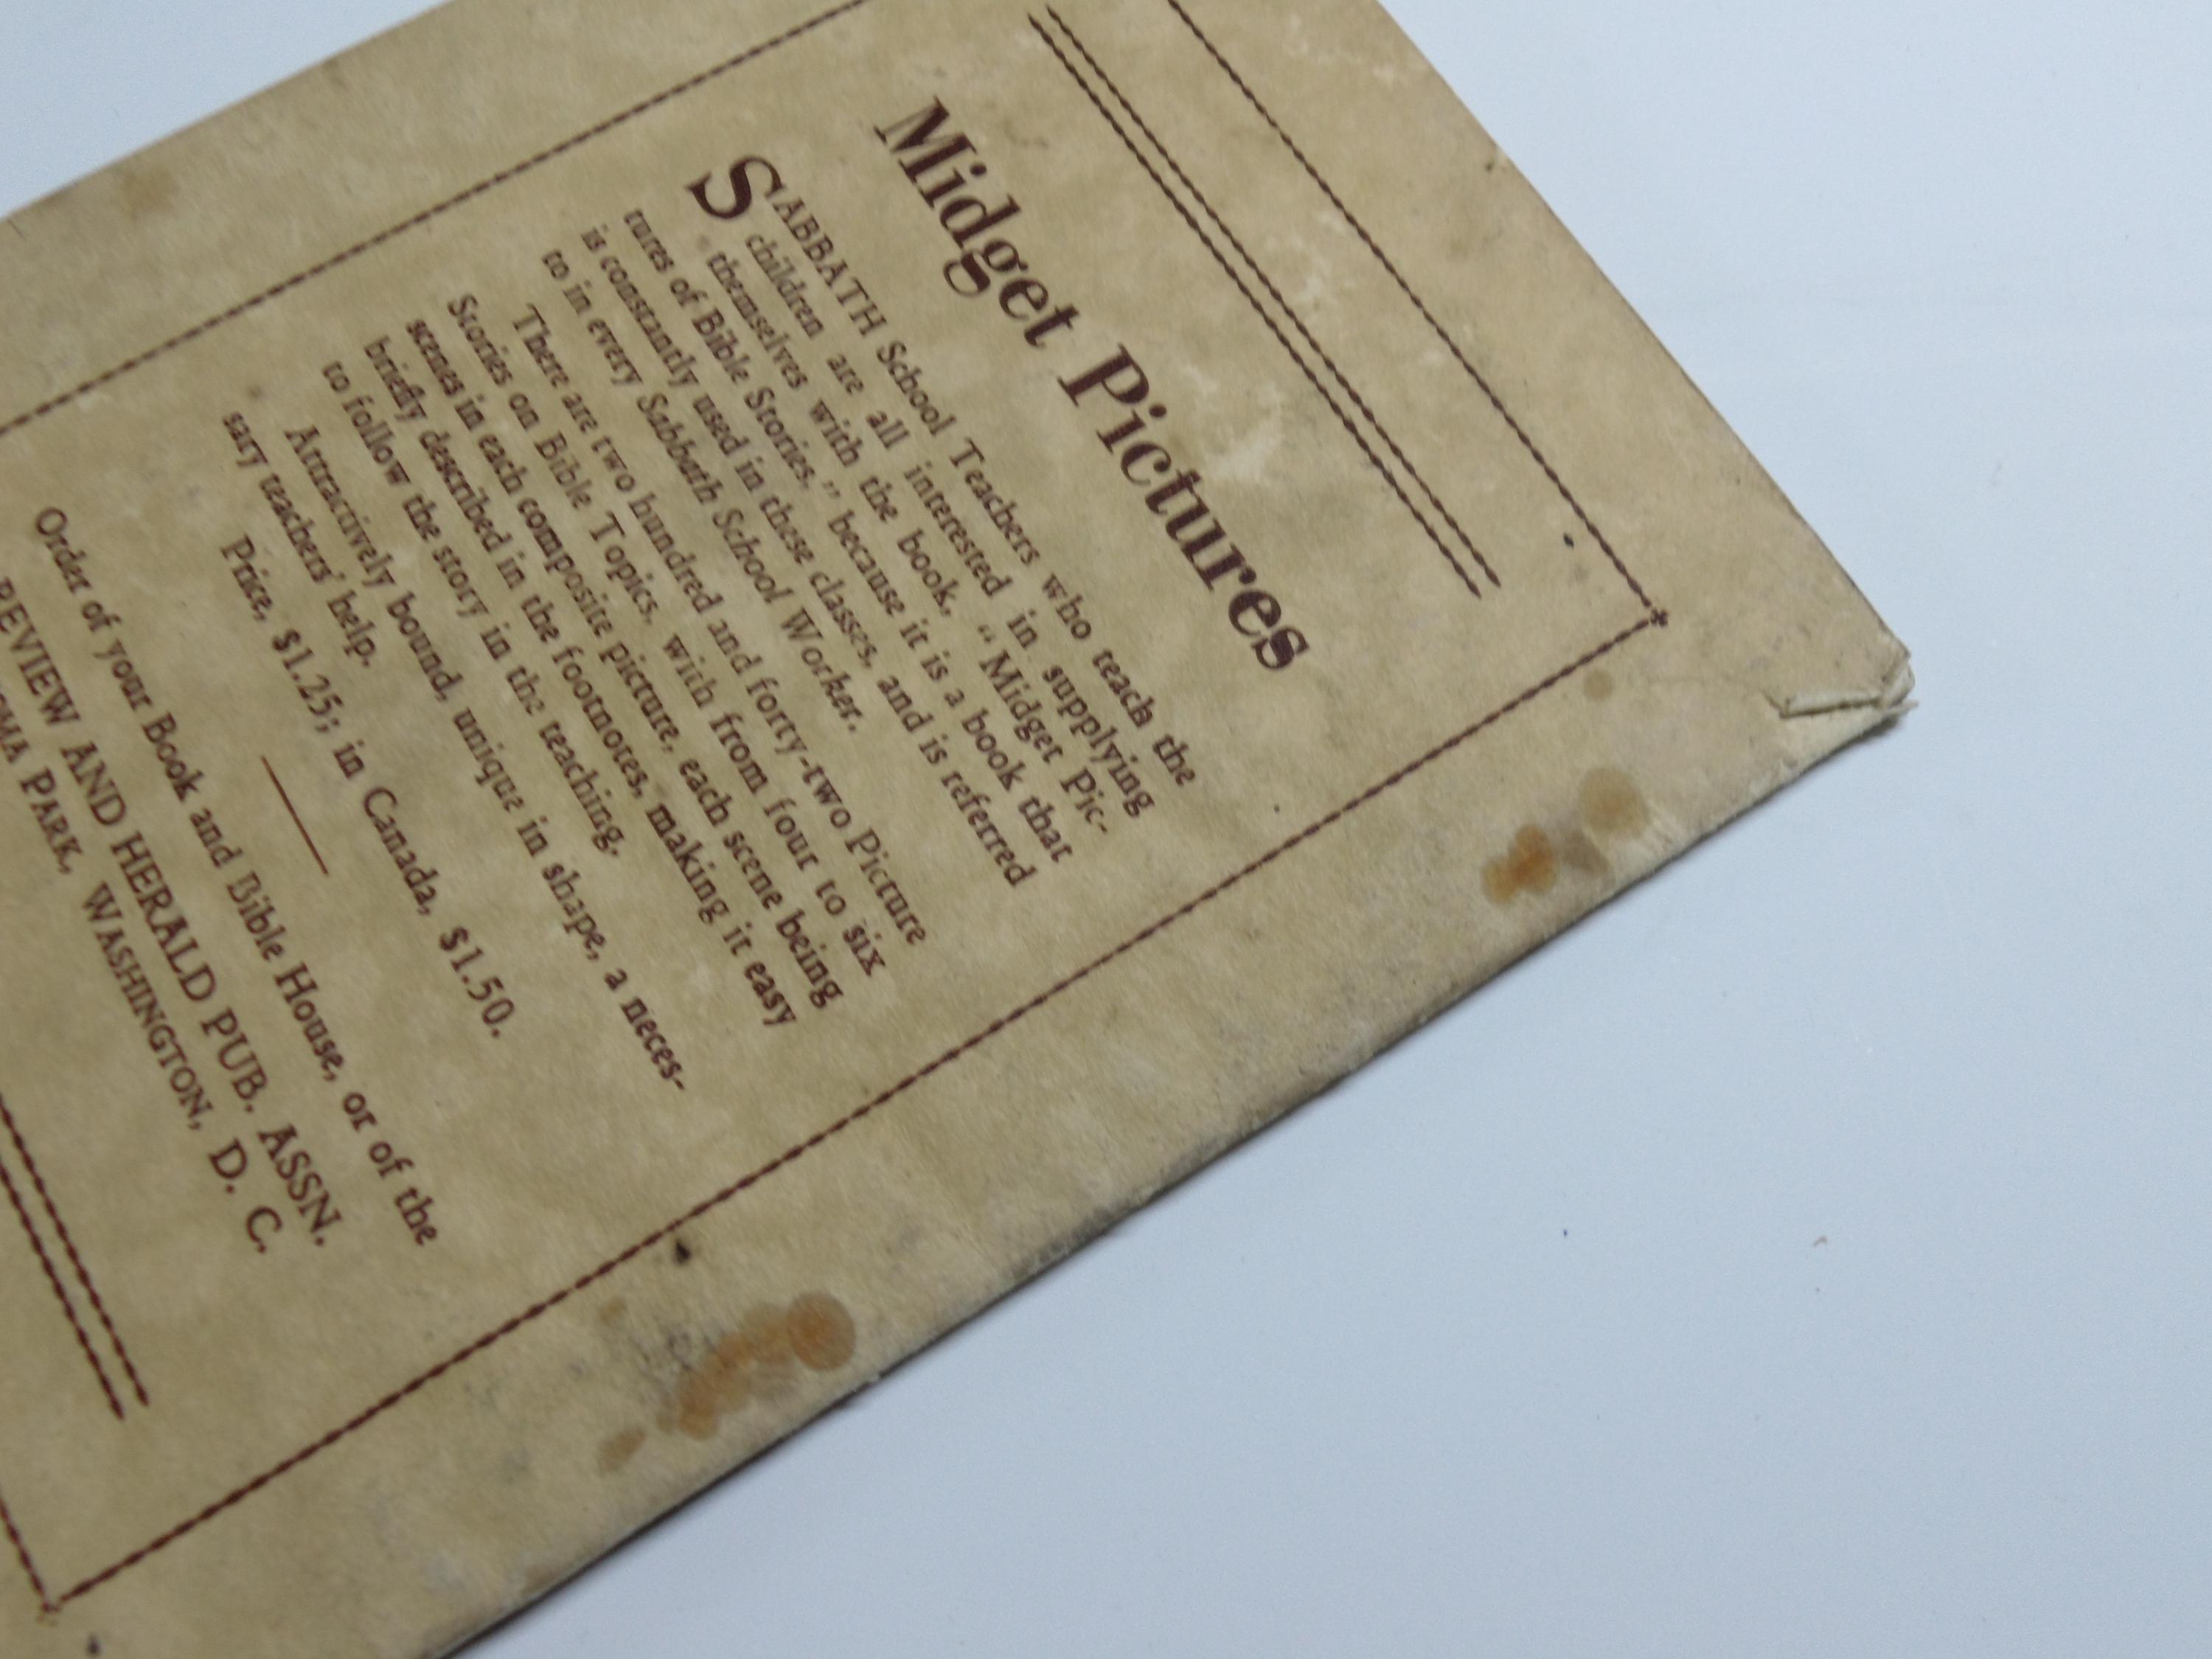 Midget Pictures
SABBATH School Teachers who teach the
children are all interested in supplying
themselves with the book, "Midget Pic-
tures of Bible Stories," because it is a book that
is constantly used in these classes, and is referred
to in every Sabbath School Worker.
There are two hundred and forty-two Picture
Stories on Bible Topics, with from four to six
scenes in each composite picture, each scene being
briefly described in the footnotes, making it easy
to follow the story in the teaching.
Attractively bound, unique in shape, a neces-
sary teachers' help.
Price, $1.25; in Canada, $1.50.
Order of your Book and Bible House, or of the
REVIEW AND HERALD PUB. ASSN.
PARK, WASHINGTON, D. C.